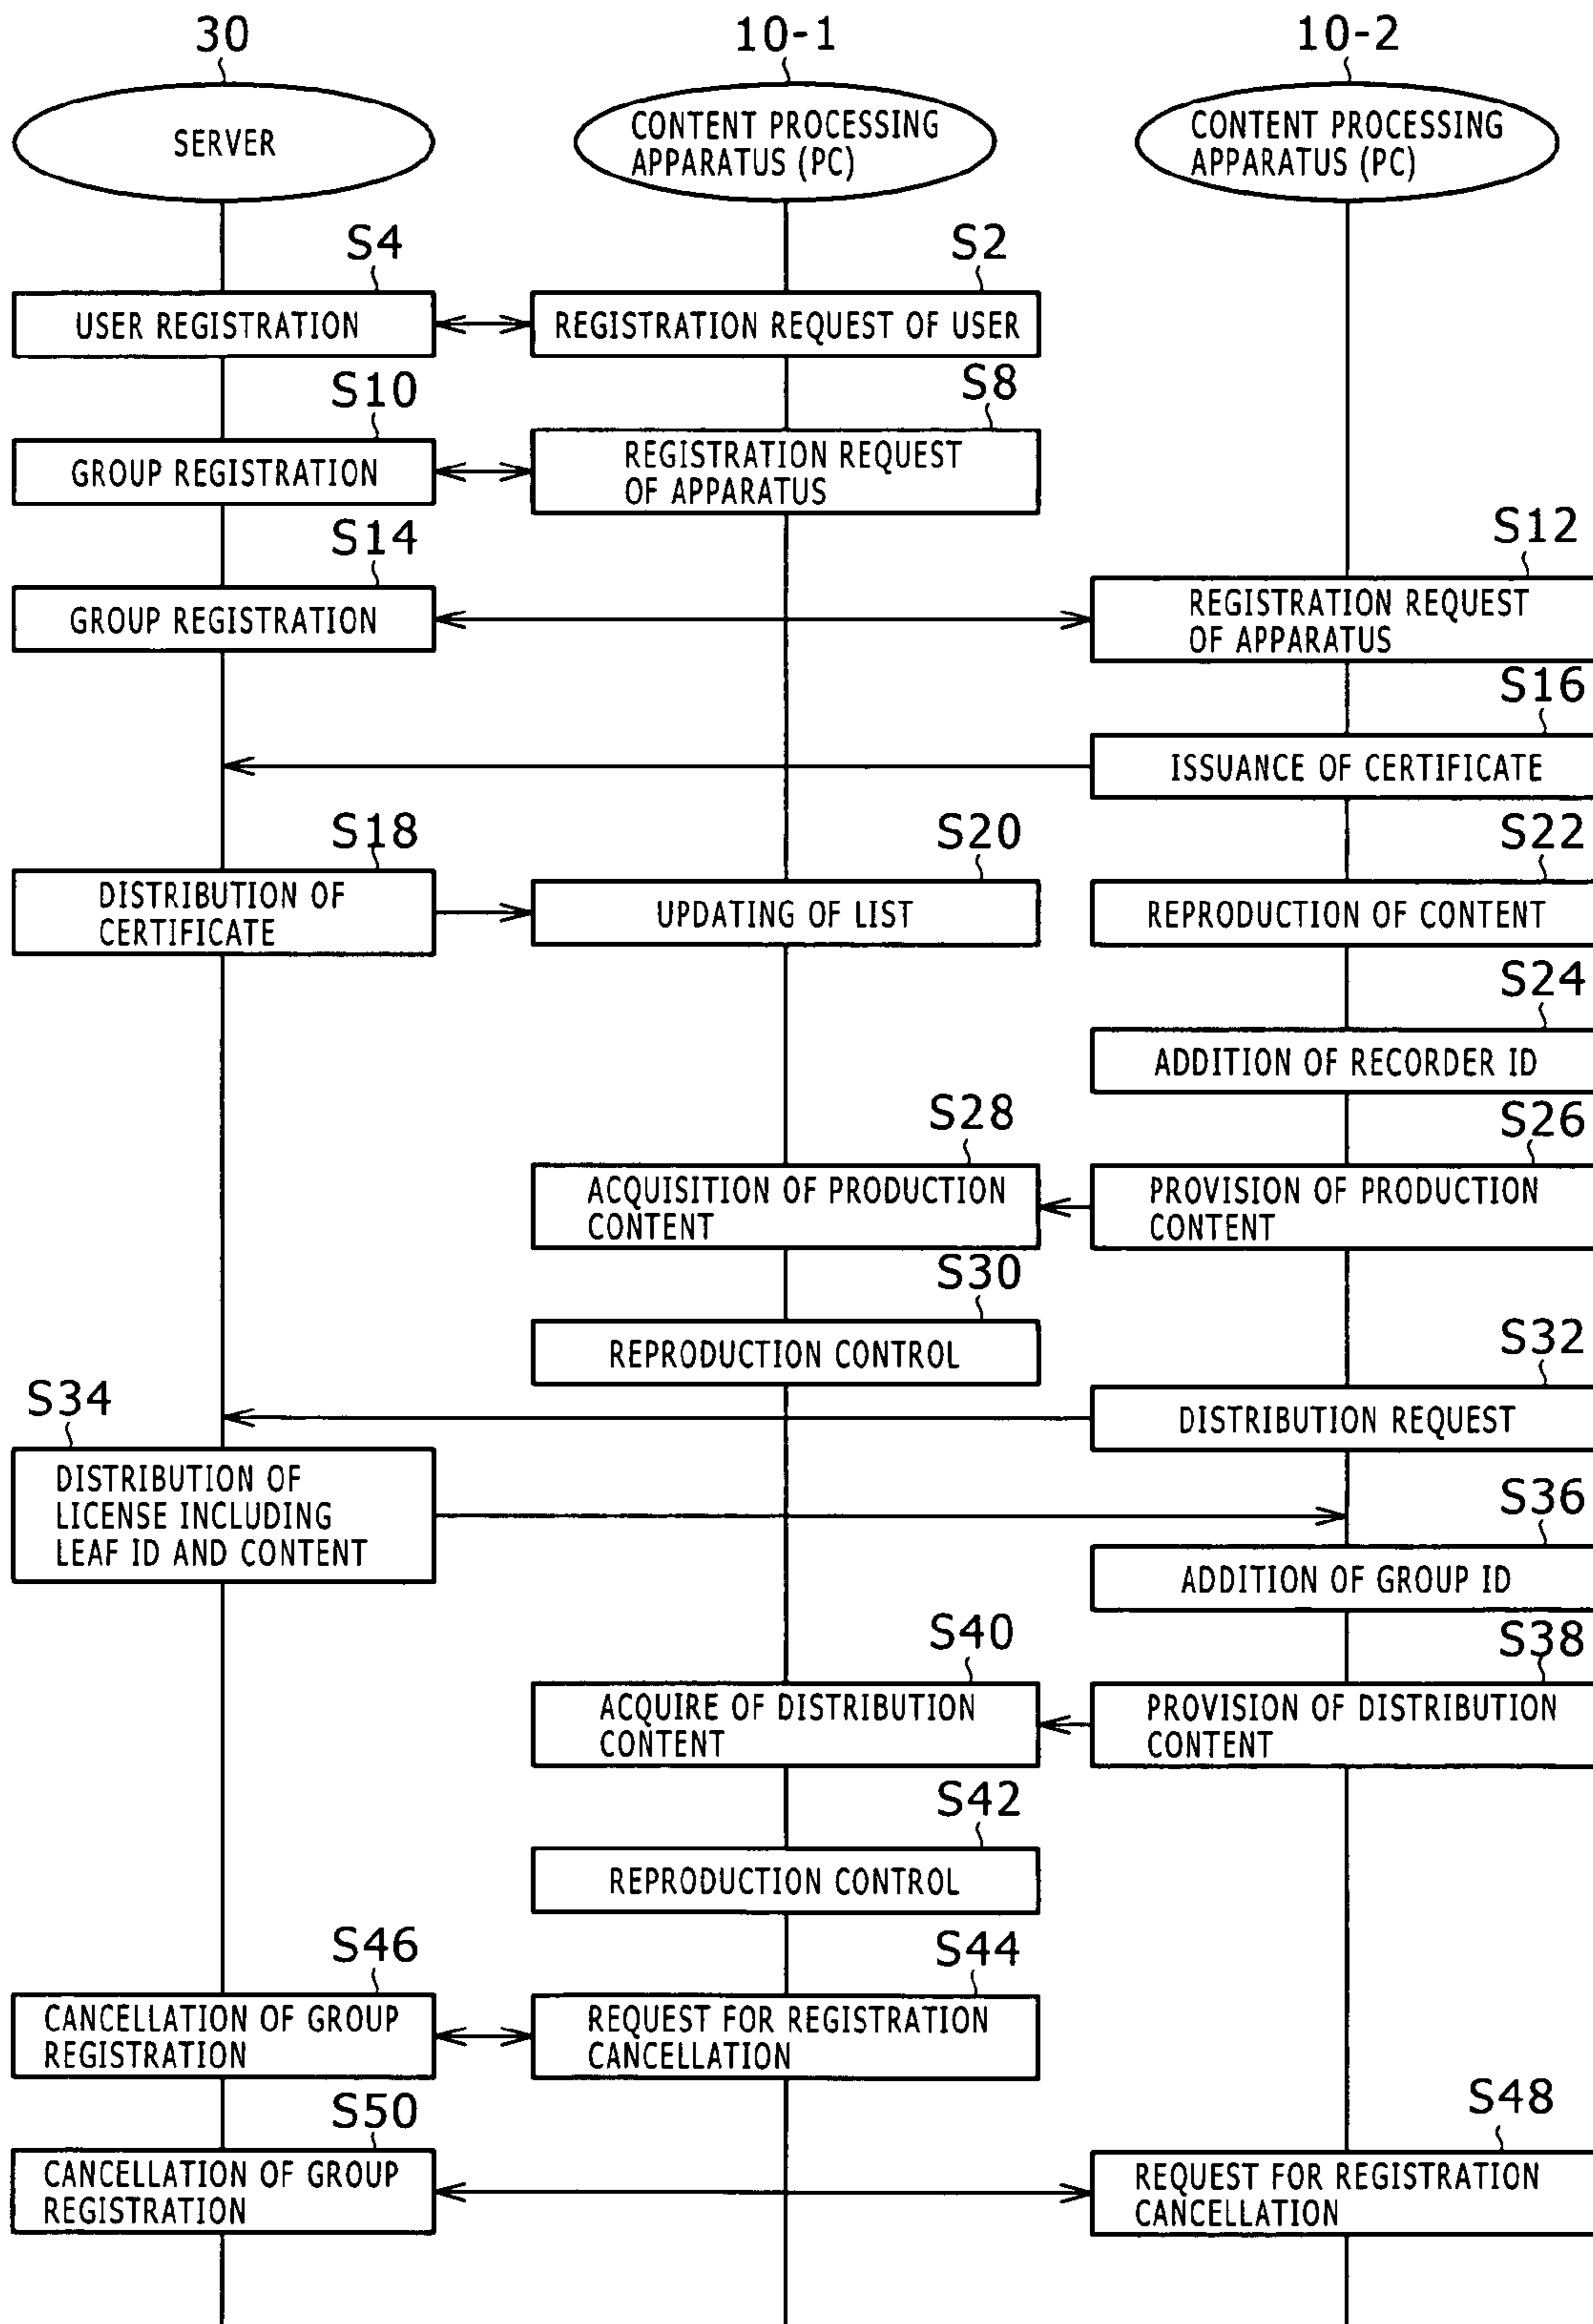 30
10-1
10-2
SERVER
CONTENT PROCESSING
APPARATUS (PC)
CONTENT PROCESSING
APPARATUS (PC)
S4
S2
USER REGISTRATION
REGISTRATION REQUEST OF USER
S10
S8
GROUP REGISTRATION
REGISTRATION REQUEST
OF APPARATUS
S14
S12
GROUP REGISTRATION
REGISTRATION REQUEST
OF APPARATUS
S16
ISSUANCE OF CERTIFICATE
S18
S20
S22
DISTRIBUTION OF
CERTIFICATE
UPDATING OF LIST
REPRODUCTION OF CONTENT
S24
ADDITION OF RECORDER ID
S28
S26
ACQUISITION OF PRODUCTION
CONTENT
PROVISION OF PRODUCTION
CONTENT
S30
REPRODUCTION CONTROL
S32
DISTRIBUTION REQUEST
S34
DISTRIBUTION OF
LICENSE INCLUDING
LEAF ID AND CONTENT
S36
ADDITION OF GROUP ID
S40
S38
ACQUIRE OF DISTRIBUTION
CONTENT
PROVISION OF DISTRIBUTION
CONTENT
S42
REPRODUCTION CONTROL
S46
S44
CANCELLATION OF GROUP
REGISTRATION
REQUEST FOR REGISTRATION
CANCELLATION
S50
S48
CANCELLATION OF GROUP
REGISTRATION
REQUEST FOR REGISTRATION
CANCELLATION